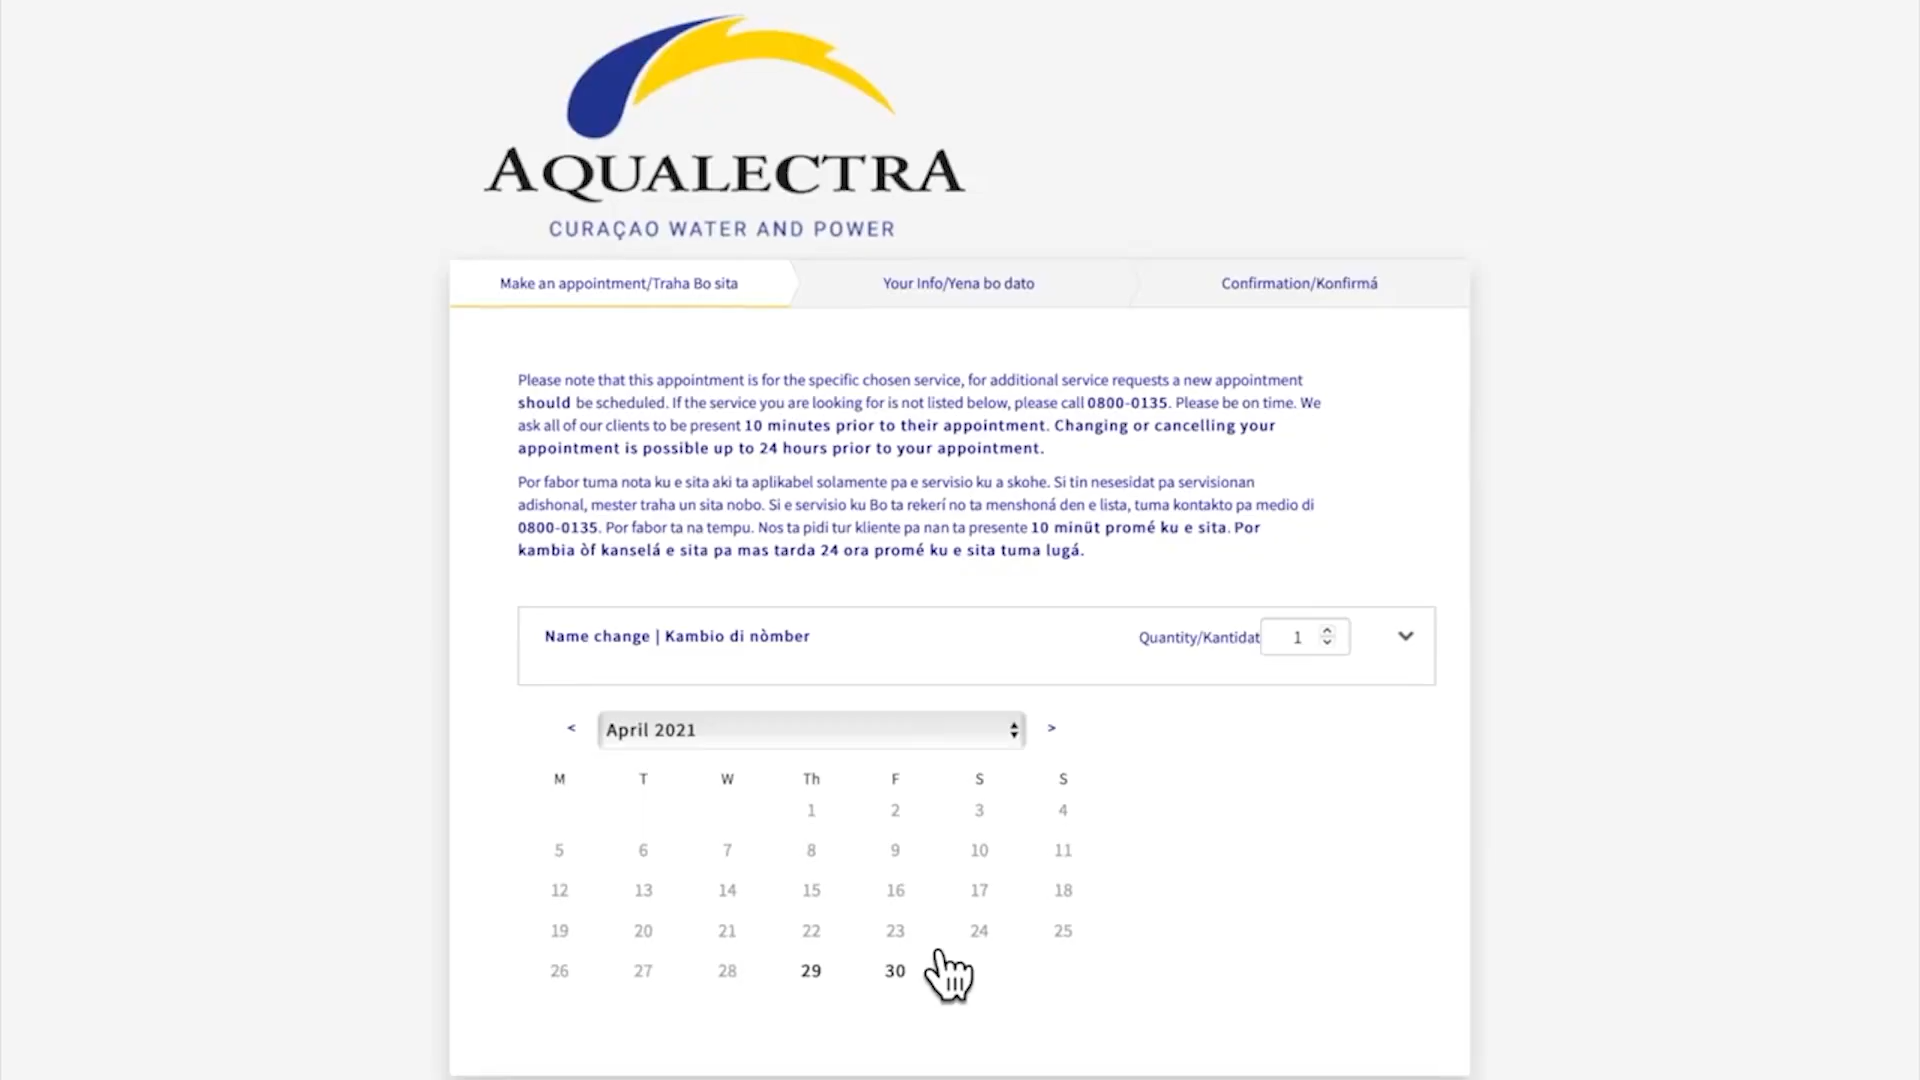 AQUALECTRA
CURAÇAO WATER AND POWER
Make an appointment/Traha Bo sita
Your Info/Yena bo dato
Confirmation/Konfirmá
Please note that this appointment is for the specific chosen service, for additional service requests a new appointment
should be scheduled. If the service you are looking for is not listed below, please call 0800-0135. Please be on time. We
ask all of our clients to be present 10 minutes prior to their appointment. Changing or cancelling your
appointment is possible up to 24 hours prior to your appointment.
Por fabor tuma nota ku e sita aki ta aplikabel solamente pa e servisio ku a skohe. Si tin nesesidat pa servisionan
adishonal, mester traha un sita nobo. Si e servisio ku Bo ta rekerí no ta menshoná den e lista, tuma kontakto pa medio di
0800-0135. Por fabor ta na tempu. Nos ta pidi tur kliente pa nan ta presente 10 minüt promé ku e sita. Por
kambia òf kanselá e sita pa mas tarda 24 ora promé ku e sita tuma lugá.
Name change | Kambio di nòmber
Quantity/Kantidat 1
< April 2021 >
M T W Th F S S
1 2 3 4
5 6 7 8 9 10 11
12 13 14 15 16 17 18
19 20 21 22 23 24 25
26 27 28 29 30